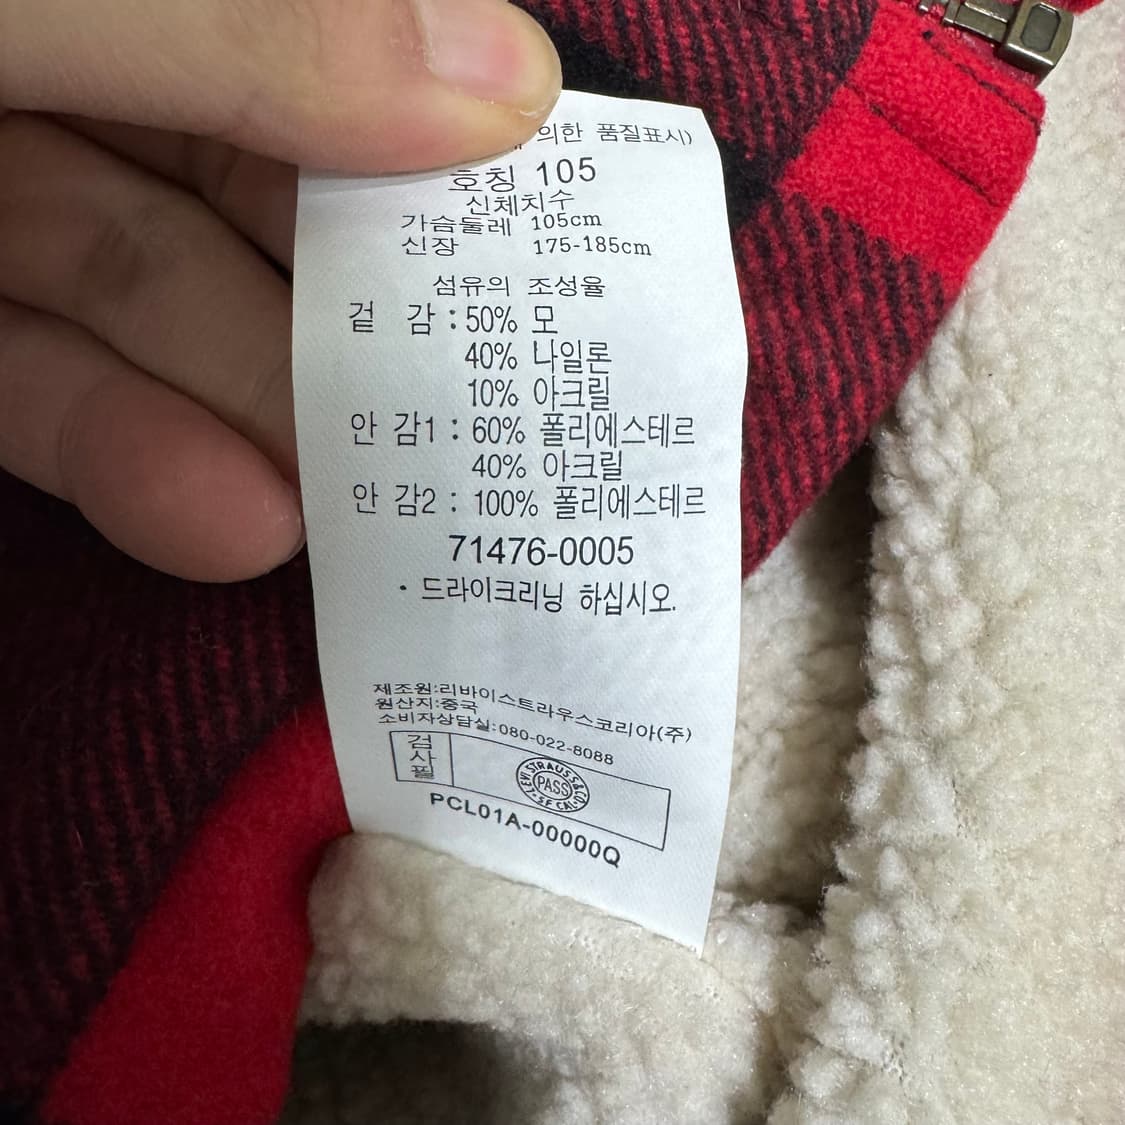 의한 품질표시)
호칭 105
신체치수
가슴둘레 105cm
신장 175-185cm
섬유의 조성율
겉 감 : 50% 모
40% 나일론
10% 아크릴
안 감1 : 60% 폴리에스테르
40% 아크릴
안 감2 : 100% 폴리에스테르
71476-0005
· 드라이크리닝 하십시오.
제조원:리바이스트라우스코리아(주)
원산지:중국
소비자상담실:080-022-8088
검사필
LEVI STRAUSS & CO.
PASS
S F CAL
PCL01A-00000Q